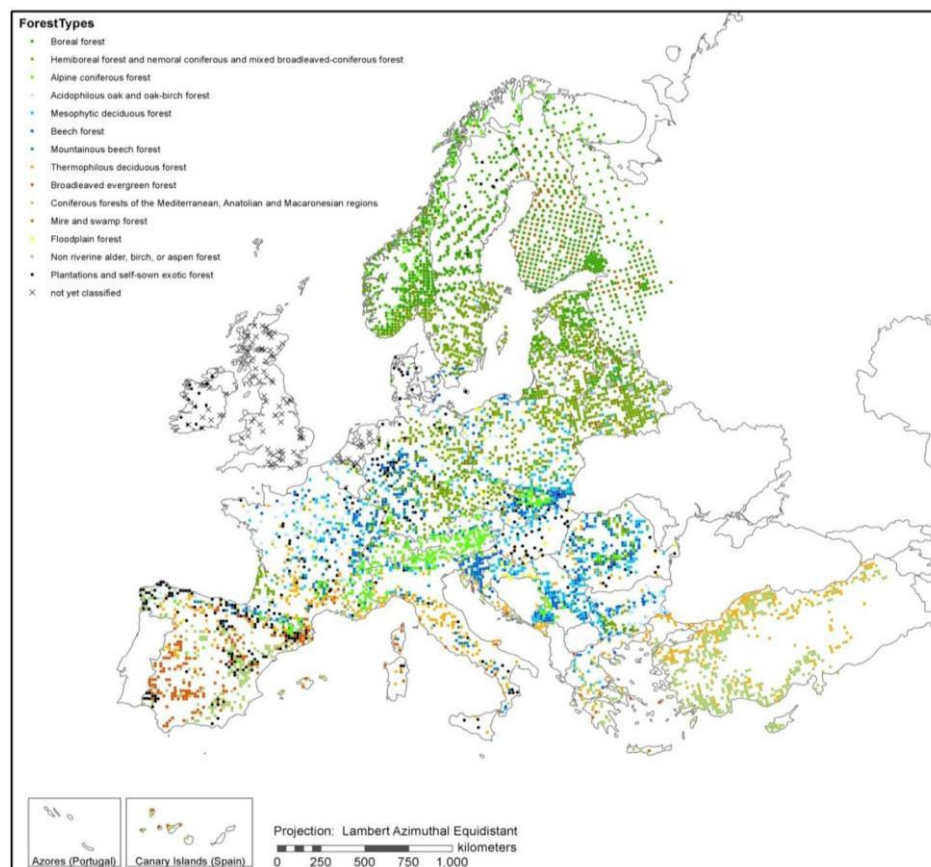 ForestTypes
Boreal forest
Hemiboreal forest and nemoral coniferous and mixed broadleaved-coniferous forest
Alpine coniferous forest
Acidophilous oak and oak-birch forest
Mesophytic deciduous forest
Beech forest
Mountainous beech forest
Thermophilous deciduous forest
Broadleaved evergreen forest
Coniferous forests of the Mediterranean, Anatolian and Macaronesian regions
Mire and swamp forest
Floodplain forest
Non riverine alder, birch, or aspen forest
Plantations and self-sown exotic forest
not yet classified
Projection: Lambert Azimuthal Equidistant
kilometers
0 250 500 750 1.000
Azores (Portugal)
Canary Islands (Spain)